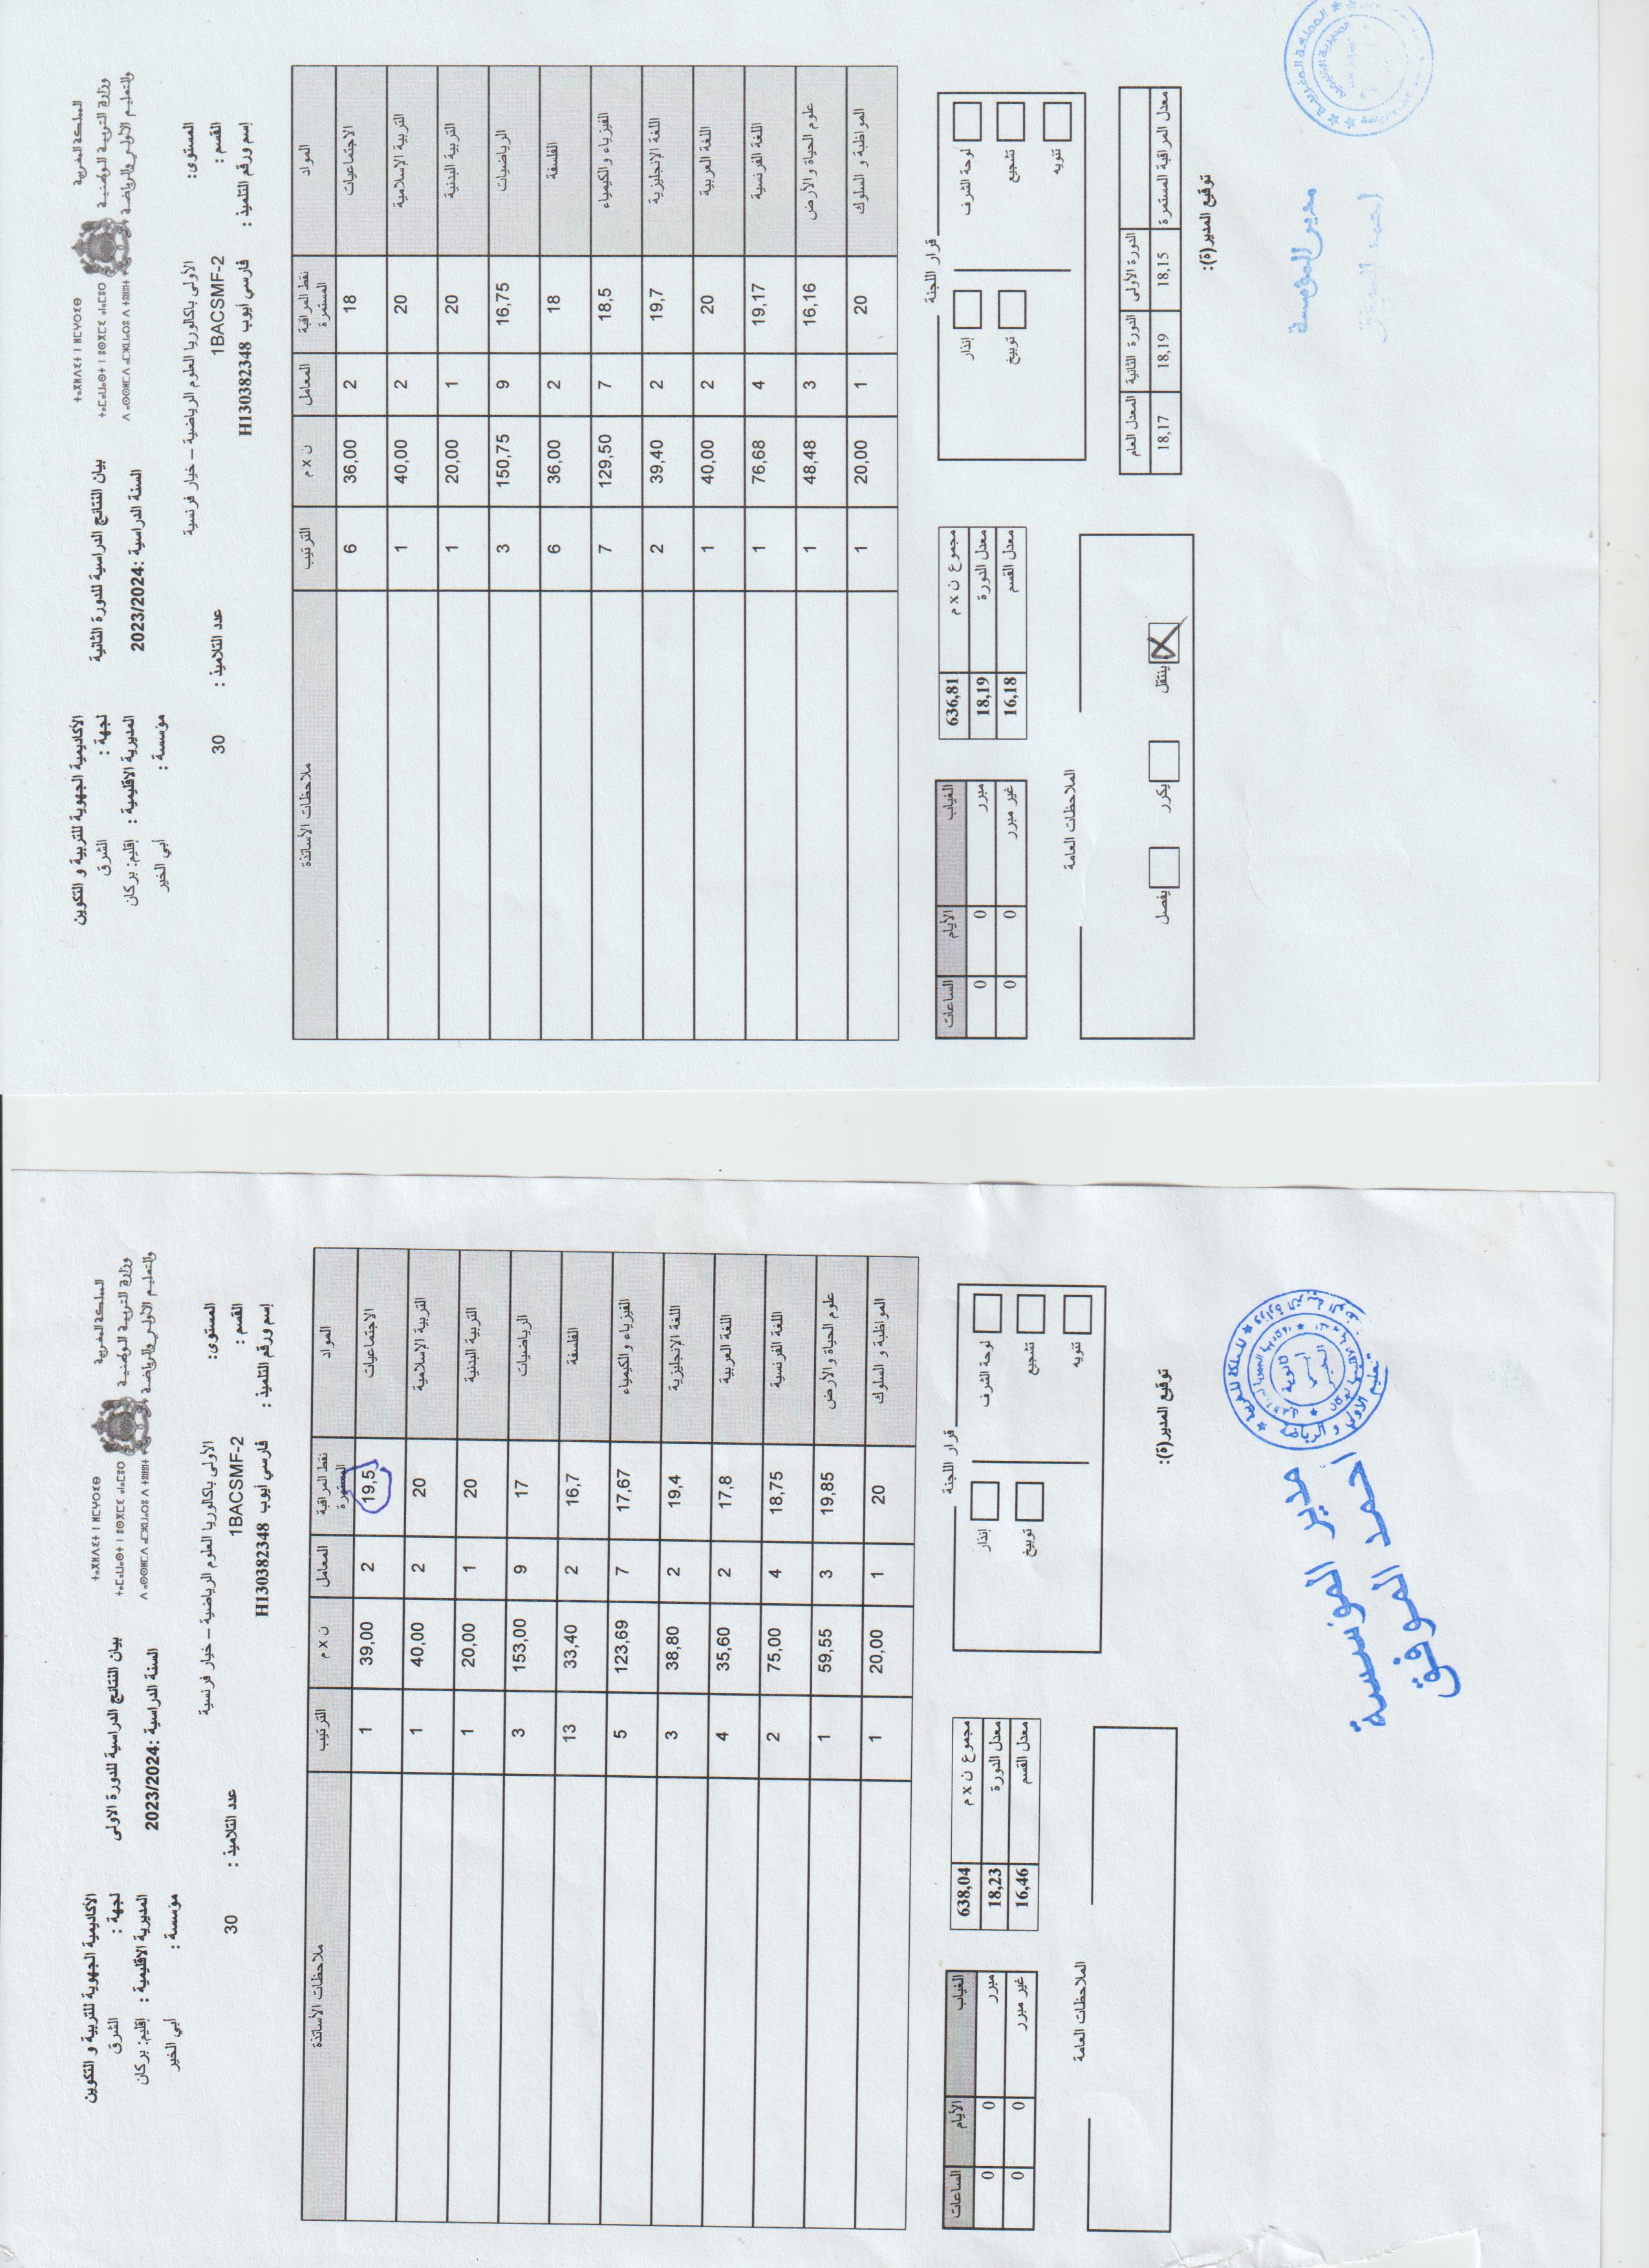 المملكة المغربية
وزارة التربية الوطنية
والتعليم الأولي والرياضة
ⵜⴰⴳⵍⴷⵉⵜ ⵏ ⵍⵎⵖⵔⵉⴱ
ⵜⴰⵎⴰⵡⴰⵙⵜ ⵏ ⵓⵙⴳⵎⵉ ⴰⵏⴰⵎⵓⵔ
ⴷ ⴰⵙⵙⵍⵎⴷ ⴰⵎⵣⵡⴰⵔⵓ ⴷ ⵜⵓⵏⵏⵓⵏⵜ
بيان النتائج الدراسية للدورة الاولى
السنة الدراسية :2023/2024
الأكاديمية الجهوية للتربية و التكوين
لجهة : الشرق
المديرية الاقليمية : إقليم: بركان
مؤسسة : أبي الخير
المستوى: الأولى باكالوريا العلوم الرياضية – خيار فرنسية
القسم : 1BACSMF-2
عدد التلاميذ : 30
إسم ورقم التلميذ : فارسي أيوب H130382348
المواد نقط المراقبة المستمرة المعامل ن x م الترتيب ملاحظات الأساتذة
الاجتماعيات 19,5 2 39,00 1
التربية الإسلامية 20 2 40,00 1
التربية البدنية 20 1 20,00 1
الرياضيات 17 9 153,00 3
الفلسفة 16,7 2 33,40 13
الفيزياء والكيمياء 17,67 7 123,69 5
اللغة الإنجليزية 19,4 2 38,80 3
اللغة العربية 17,8 2 35,60 4
اللغة الفرنسية 18,75 4 75,00 2
علوم الحياة والأرض 19,85 3 59,55 1
المواظبة و السلوك 20 1 20,00 1
قرار اللجنة
لوحة الشرف
تشجيع
تنويه
إنذار
توبيخ
مجموع ن x م 638,04
معدل الدورة 18,23
معدل القسم 16,46
الغياب الأيام الساعات
مبرر 0 0
غير مبرر 0 0
الملاحظات العامة
توقيع المدير(ة):
مدير المؤسسة
أحمد الموفق
المملكة المغربية
ثانوية
أبي
الخير
المملكة المغربية
وزارة التربية الوطنية
والتعليم الأولي والرياضة
ⵜⴰⴳⵍⴷⵉⵜ ⵏ ⵍⵎⵖⵔⵉⴱ
ⵜⴰⵎⴰⵡⴰⵙⵜ ⵏ ⵓⵙⴳⵎⵉ ⴰⵏⴰⵎⵓⵔ
ⴷ ⴰⵙⵙⵍⵎⴷ ⴰⵎⵣⵡⴰⵔⵓ ⴷ ⵜⵓⵏⵏⵓⵏⵜ
بيان النتائج الدراسية للدورة الثانية
السنة الدراسية :2023/2024
الأكاديمية الجهوية للتربية و التكوين
لجهة : الشرق
المديرية الاقليمية : إقليم: بركان
مؤسسة : أبي الخير
المستوى: الأولى باكالوريا العلوم الرياضية – خيار فرنسية
القسم : 1BACSMF-2
عدد التلاميذ : 30
إسم ورقم التلميذ : فارسي أيوب H130382348
المواد نقط المراقبة المستمرة المعامل ن x م الترتيب ملاحظات الأساتذة
الاجتماعيات 18 2 36,00 6
التربية الإسلامية 20 2 40,00 1
التربية البدنية 20 1 20,00 1
الرياضيات 16,75 9 150,75 3
الفلسفة 18 2 36,00 6
الفيزياء والكيمياء 18,5 7 129,50 7
اللغة الإنجليزية 19,7 2 39,40 2
اللغة العربية 20 2 40,00 1
اللغة الفرنسية 19,17 4 76,68 1
علوم الحياة والأرض 16,16 3 48,48 1
المواظبة و السلوك 20 1 20,00 1
قرار اللجنة
لوحة الشرف
تشجيع
تنويه
إنذار
توبيخ
مجموع ن x م 636,81
معدل الدورة 18,19
معدل القسم 16,18
الغياب الأيام الساعات
مبرر 0 0
غير مبرر 0 0
الملاحظات العامة
ينتقل يكرر يفصل
الدورة الأولى الدورة الثانية المعدل العام
معدل المراقبة المستمرة 18,15 18,19 18,17
توقيع المدير(ة):
مدير المؤسسة
أحمد الموفق
المملكة المغربية
المديرية الإقليمية